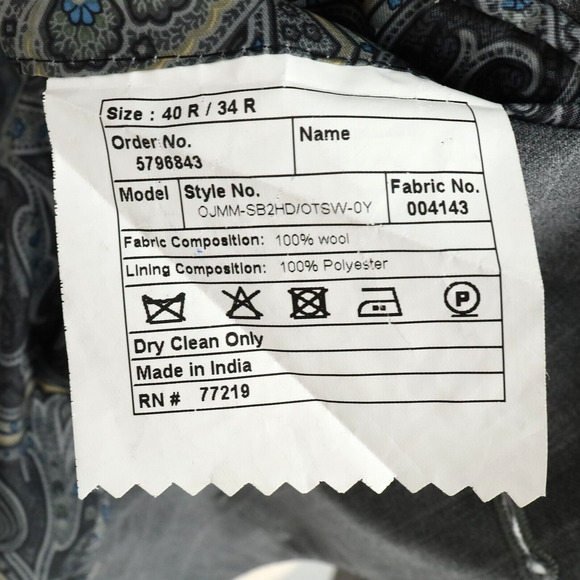 Size : 40 R / 34 R
Order No. Name
5796843
Model Style No. Fabric No.
OJMM-SB2HD/OTSW-0Y 004143
Fabric Composition: 100% wool
Lining Composition: 100% Polyester
P
Dry Clean Only
Made in India
RN # 77219